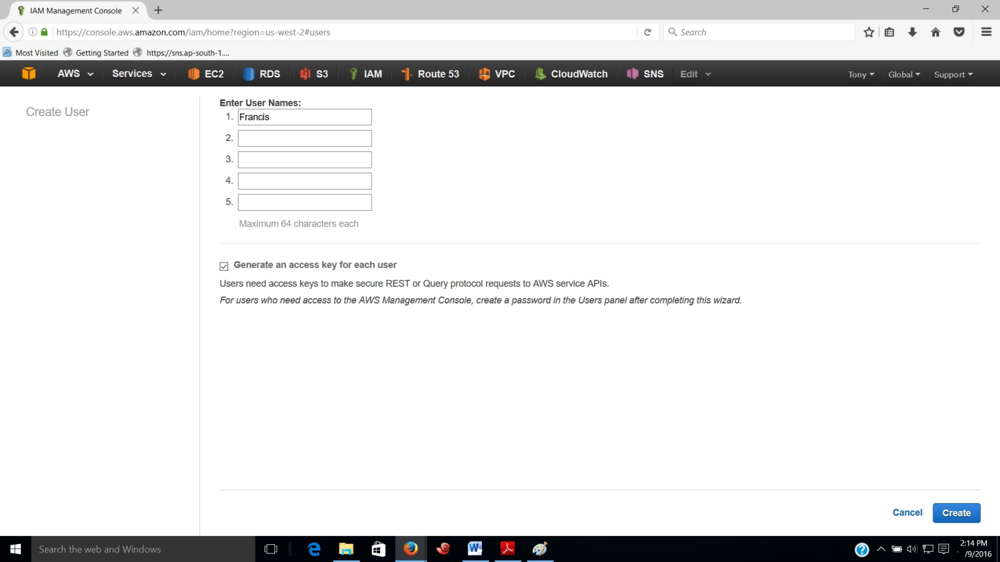 IAM Management Console
https://console.aws.amazon.com/iam/home?region=us-west-2#users
Search
Most Visited Getting Started https://sns.ap-south-1....
AWS Services EC2 RDS S3 IAM Route 53 VPC CloudWatch SNS Edit Tony Global Support
Create User
Enter User Names:
1. Francis
2.
3.
4.
5.
Maximum 64 characters each
Generate an access key for each user
Users need access keys to make secure REST or Query protocol requests to AWS service APIs.
For users who need access to the AWS Management Console, create a password in the Users panel after completing this wizard.
Cancel Create
Search the web and Windows
2:14 PM
/9/2016